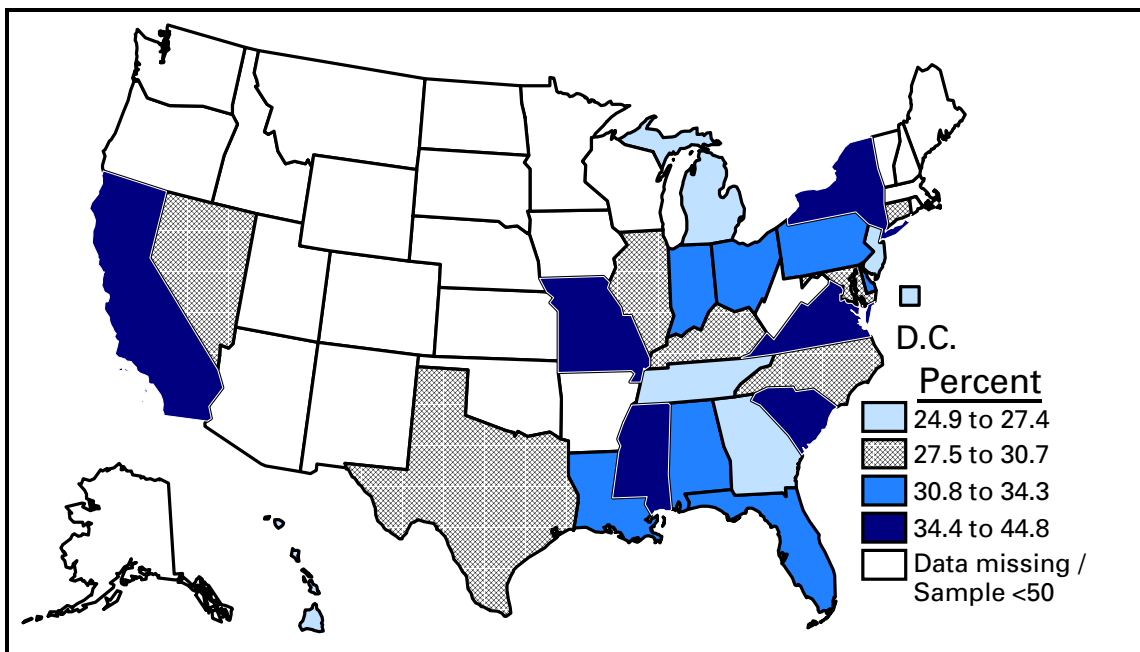 D.C.
Percent
24.9 to 27.4
27.5 to 30.7
30.8 to 34.3
34.4 to 44.8
Data missing /
Sample <50